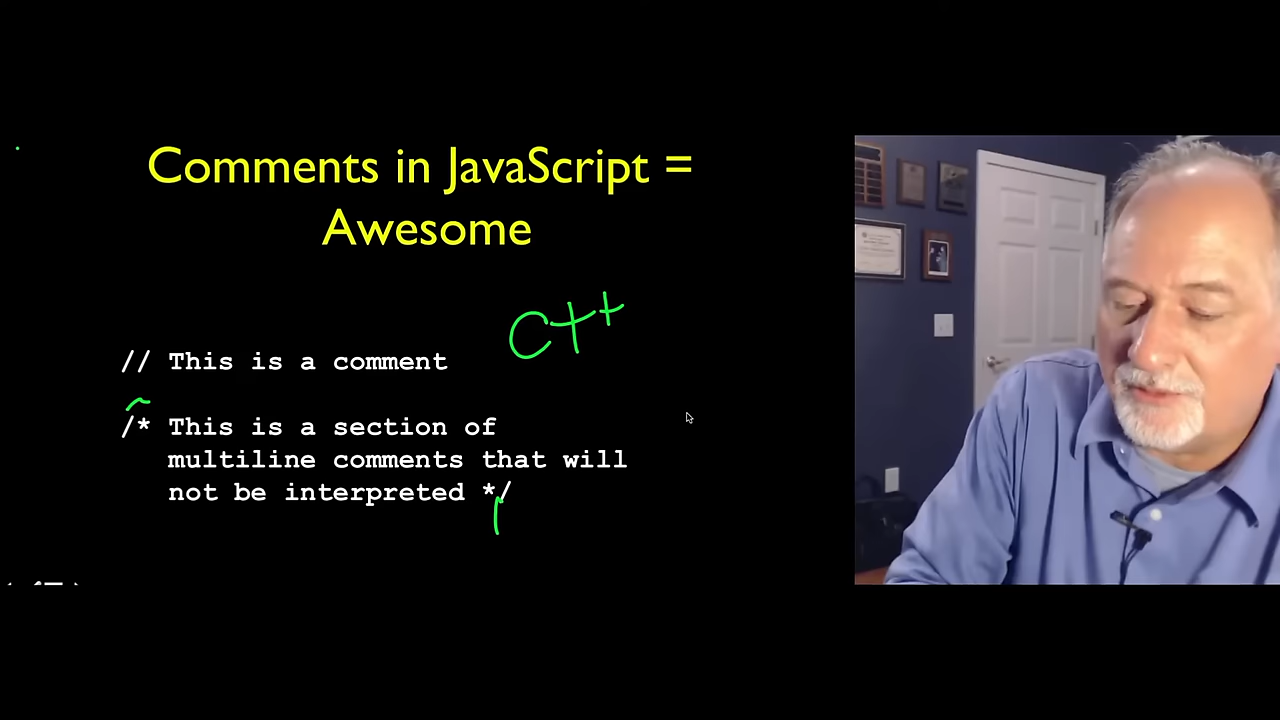 Comments in JavaScript =
Awesome
C++
// This is a comment
/* This is a section of
multiline comments that will
not be interpreted */